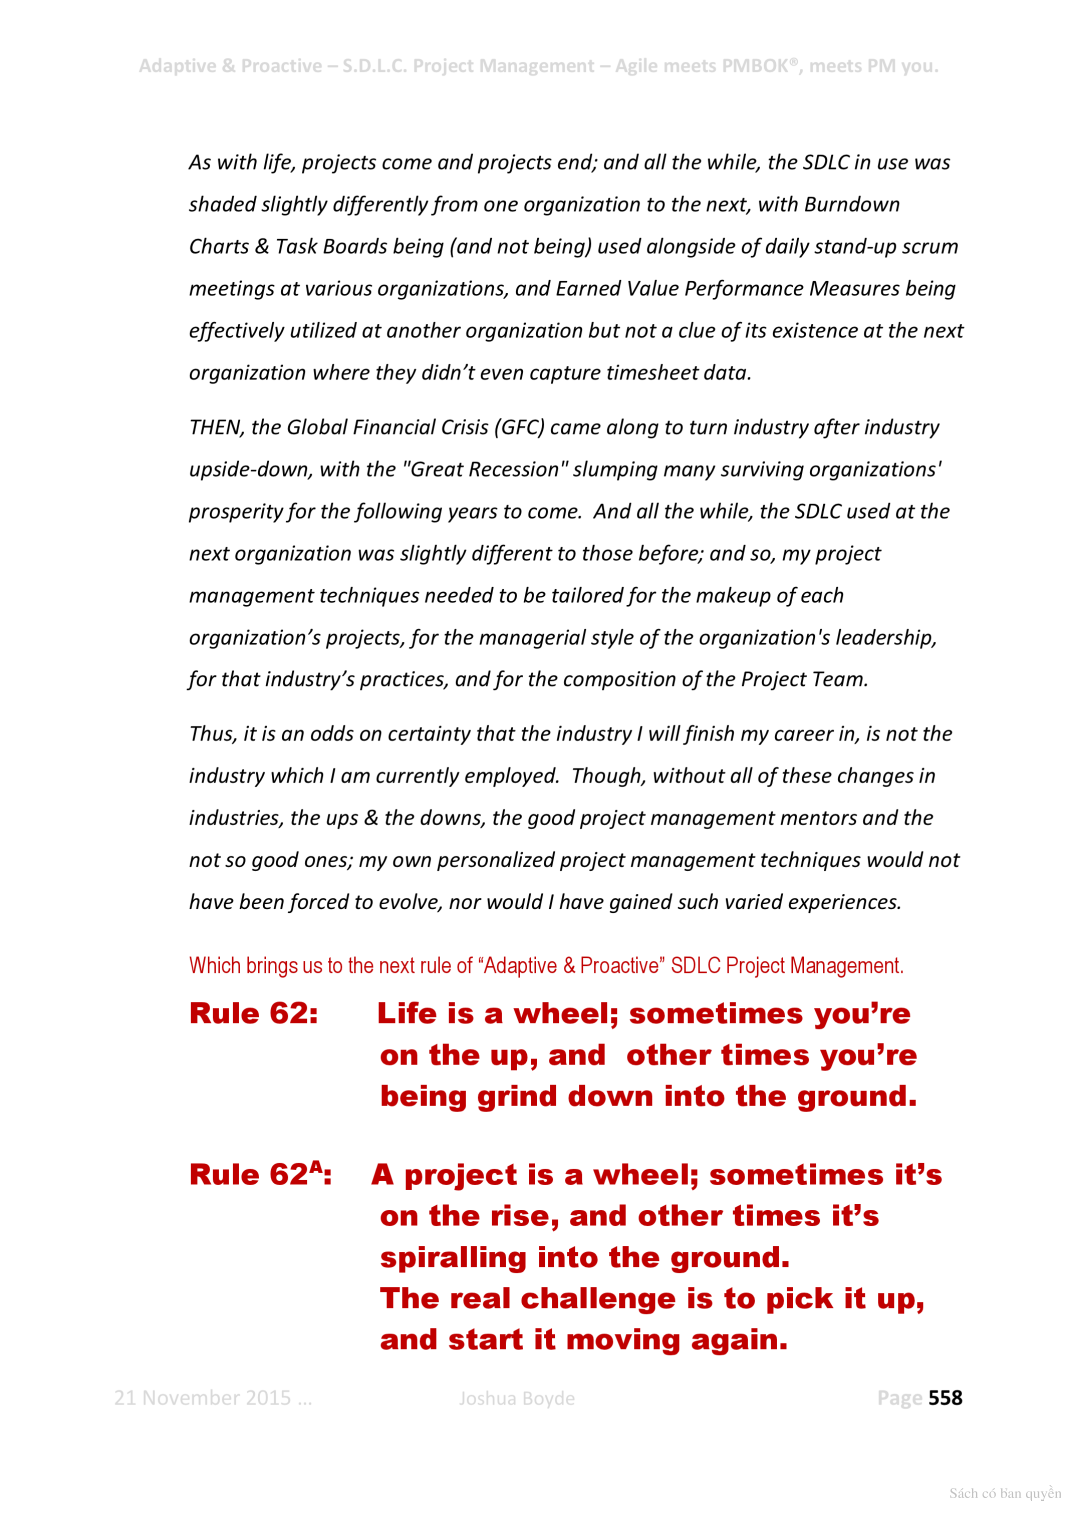 Adaptive & Proactive – S.D.L.C. Project Management – Agile meets PMBOK®, meets PM you.
As with life, projects come and projects end; and all the while, the SDLC in use was
shaded slightly differently from one organization to the next, with Burndown
Charts & Task Boards being (and not being) used alongside of daily stand-up scrum
meetings at various organizations, and Earned Value Performance Measures being
effectively utilized at another organization but not a clue of its existence at the next
organization where they didn’t even capture timesheet data.
THEN, the Global Financial Crisis (GFC) came along to turn industry after industry
upside-down, with the "Great Recession" slumping many surviving organizations'
prosperity for the following years to come.  And all the while, the SDLC used at the
next organization was slightly different to those before; and so, my project
management techniques needed to be tailored for the makeup of each
organization’s projects, for the managerial style of the organization's leadership,
for that industry’s practices, and for the composition of the Project Team.
Thus, it is an odds on certainty that the industry I will finish my career in, is not the
industry which I am currently employed.  Though, without all of these changes in
industries, the ups & the downs, the good project management mentors and the
not so good ones; my own personalized project management techniques would not
have been forced to evolve, nor would I have gained such varied experiences.
Which brings us to the next rule of “Adaptive & Proactive” SDLC Project Management.
Rule 62: Life is a wheel; sometimes you’re
on the up, and  other times you’re
being grind down into the ground.
Rule 62ᴬ: A project is a wheel; sometimes it’s
on the rise, and other times it’s
spiralling into the ground.
The real challenge is to pick it up,
and start it moving again.
21 November 2015 … Joshua Boyde Page 558
Sách có bản quyền